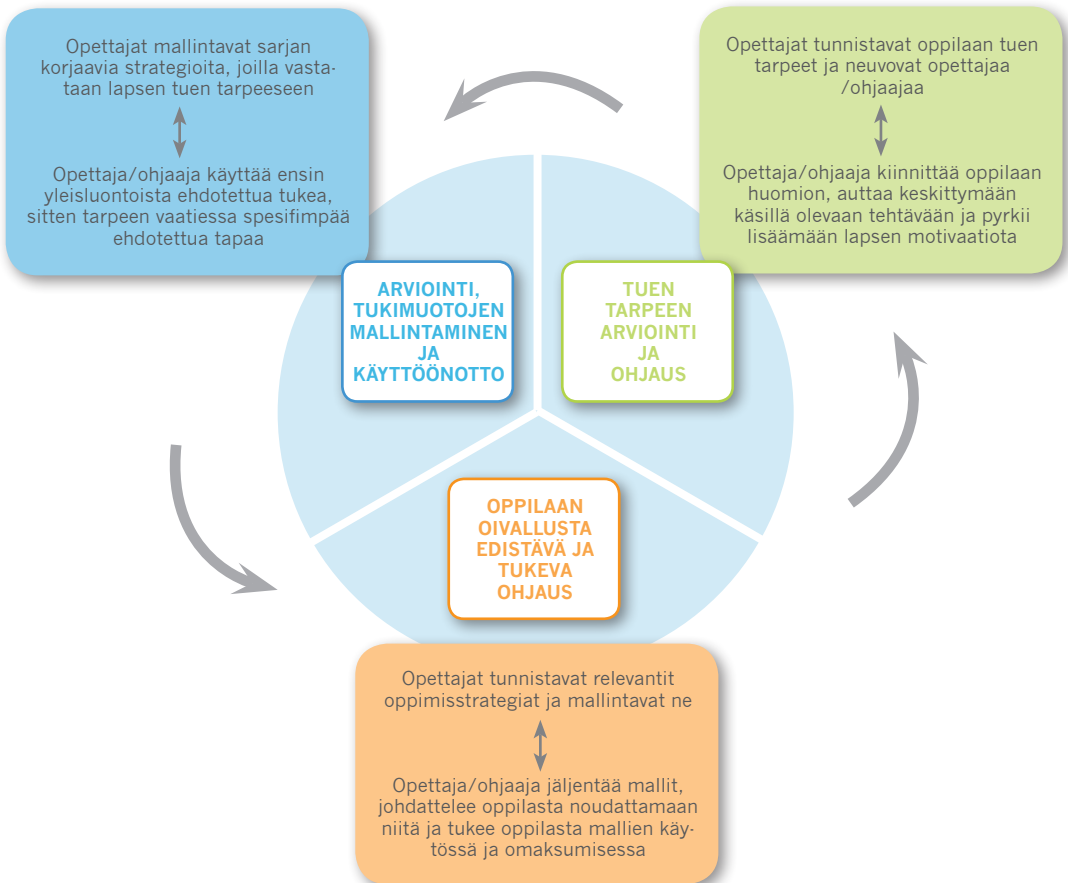 Opettajat mallintavat sarjan
korjaavia strategioita, joilla vasta-
taan lapsen tuen tarpeeseen
Opettaja/ohjaaja käyttää ensin
yleisluontoista ehdotettua tukea,
sitten tarpeen vaatiessa spesifimpää
ehdotettua tapaa
Opettajat tunnistavat oppilaan tuen
tarpeet ja neuvovat opettajaa
/ohjaajaa
Opettaja/ohjaaja kiinnittää oppilaan
huomion, auttaa keskittymään
käsillä olevaan tehtävään ja pyrkii
lisäämään lapsen motivaatiota
ARVIOINTI,
TUKIMUOTOJEN
MALLINTAMINEN
JA
KÄYTTÖÖNOTTO
TUEN
TARPEEN
ARVIOINTI
JA
OHJAUS
OPPILAAN
OIVALLUSTA
EDISTÄVÄ JA
TUKEVA
OHJAUS
Opettajat tunnistavat relevantit
oppimisstrategiat ja mallintavat ne
Opettaja/ohjaaja jäljentää mallit,
johdattelee oppilasta noudattamaan
niitä ja tukee oppilasta mallien käy-
tössä ja omaksumisessa